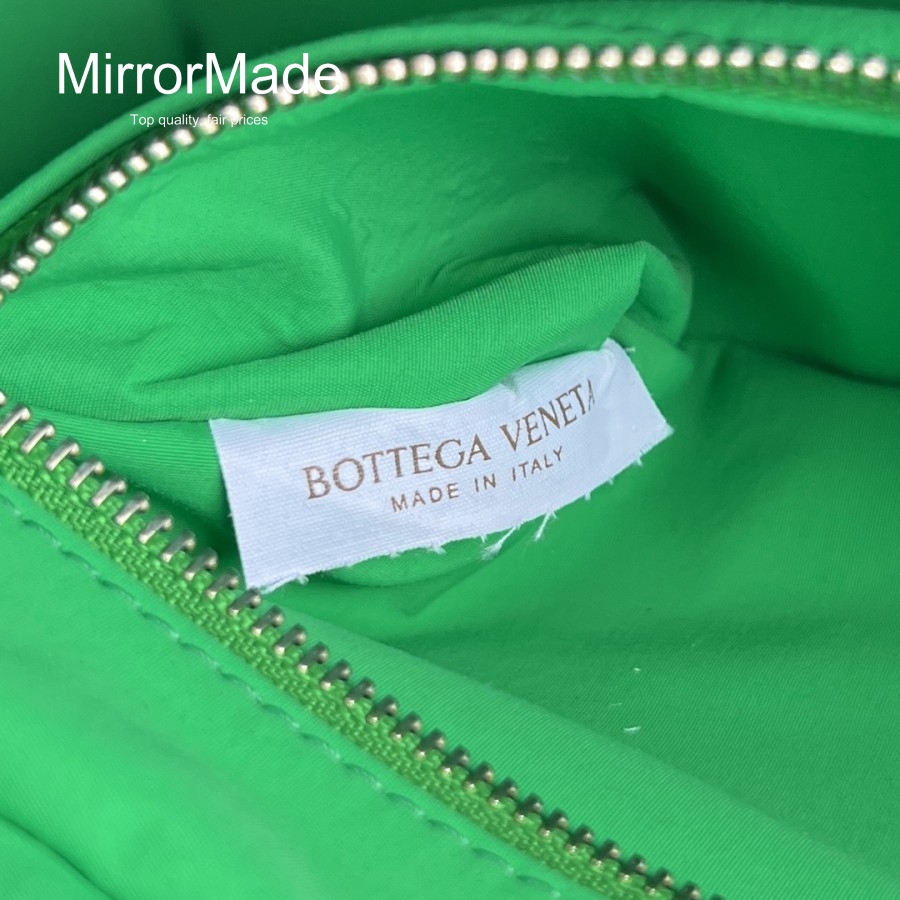 MirrorMade
Top quality, fair prices
BOTTEGA VENETA
MADE IN ITALY